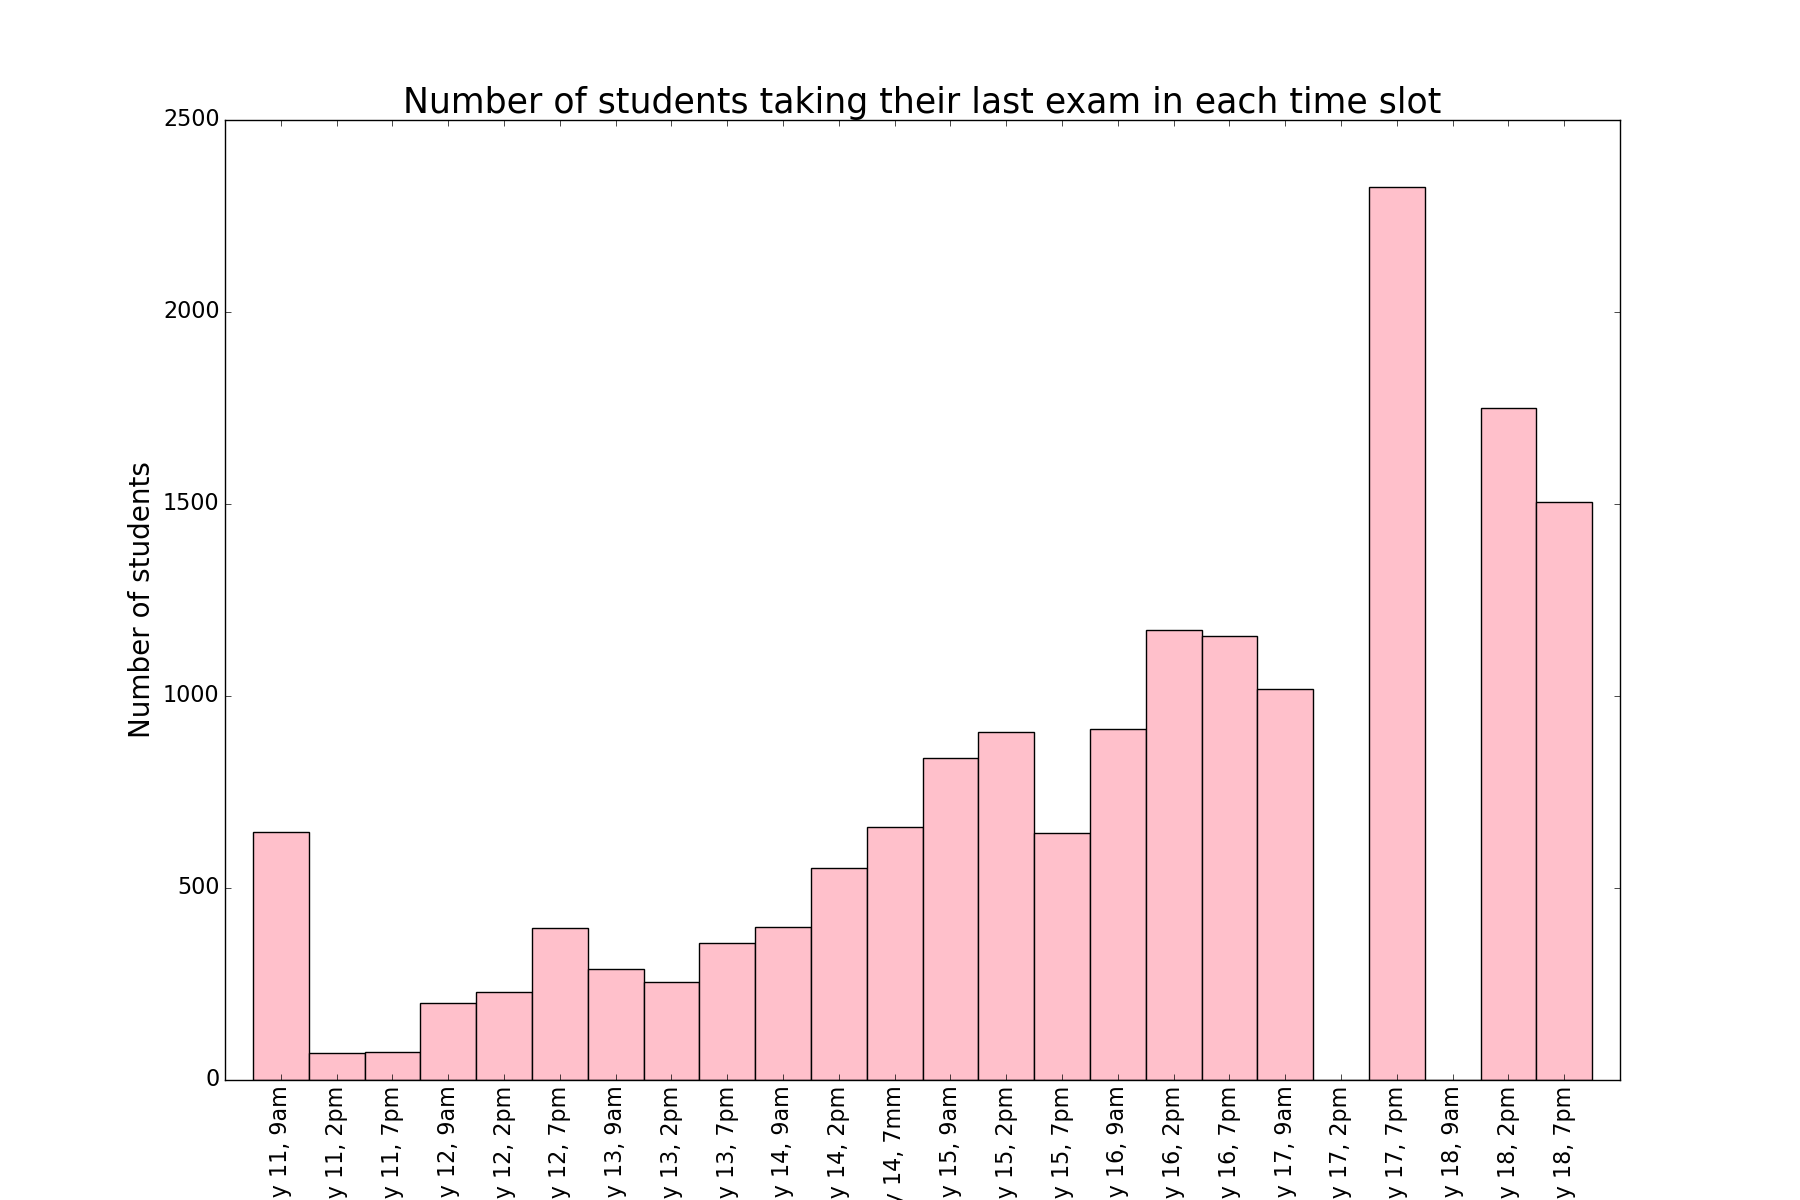 Number of students taking their last exam in each time slot
Number of students
2500
2000
1500
1000
500
0
y 11, 9am
y 11, 2pm
y 11, 7pm
y 12, 9am
y 12, 2pm
y 12, 7pm
y 13, 9am
y 13, 2pm
y 13, 7pm
y 14, 9am
y 14, 2pm
y 14, 7mm
y 15, 9am
y 15, 2pm
y 15, 7pm
y 16, 9am
y 16, 2pm
y 16, 7pm
y 17, 9am
y 17, 2pm
y 17, 7pm
y 18, 9am
y 18, 2pm
y 18, 7pm